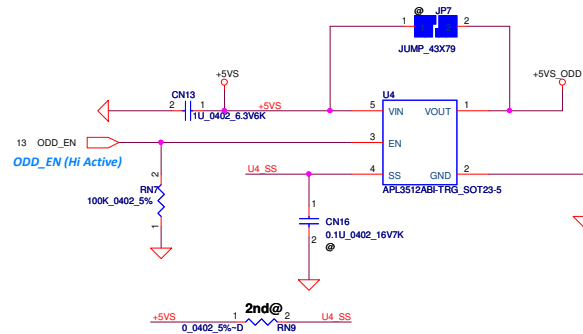 @ JP7
1 2
JUMP_43X79
+5VS
+5VS_ODD
CN13
U4
2 1
+5VS
5 VIN VOUT 1
1U_0402_6.3V6K
13 ODD_EN
3 EN
ODD_EN (Hi Active)
U4_SS
4 SS GND 2
2
RN7
100K_0402_5%
1
APL3512ABI-TRG_SOT23-5
1
CN16
0.1U_0402_16V7K
2
@
2nd@
+5VS 1 2 U4_SS
0_0402_5%~D RN9